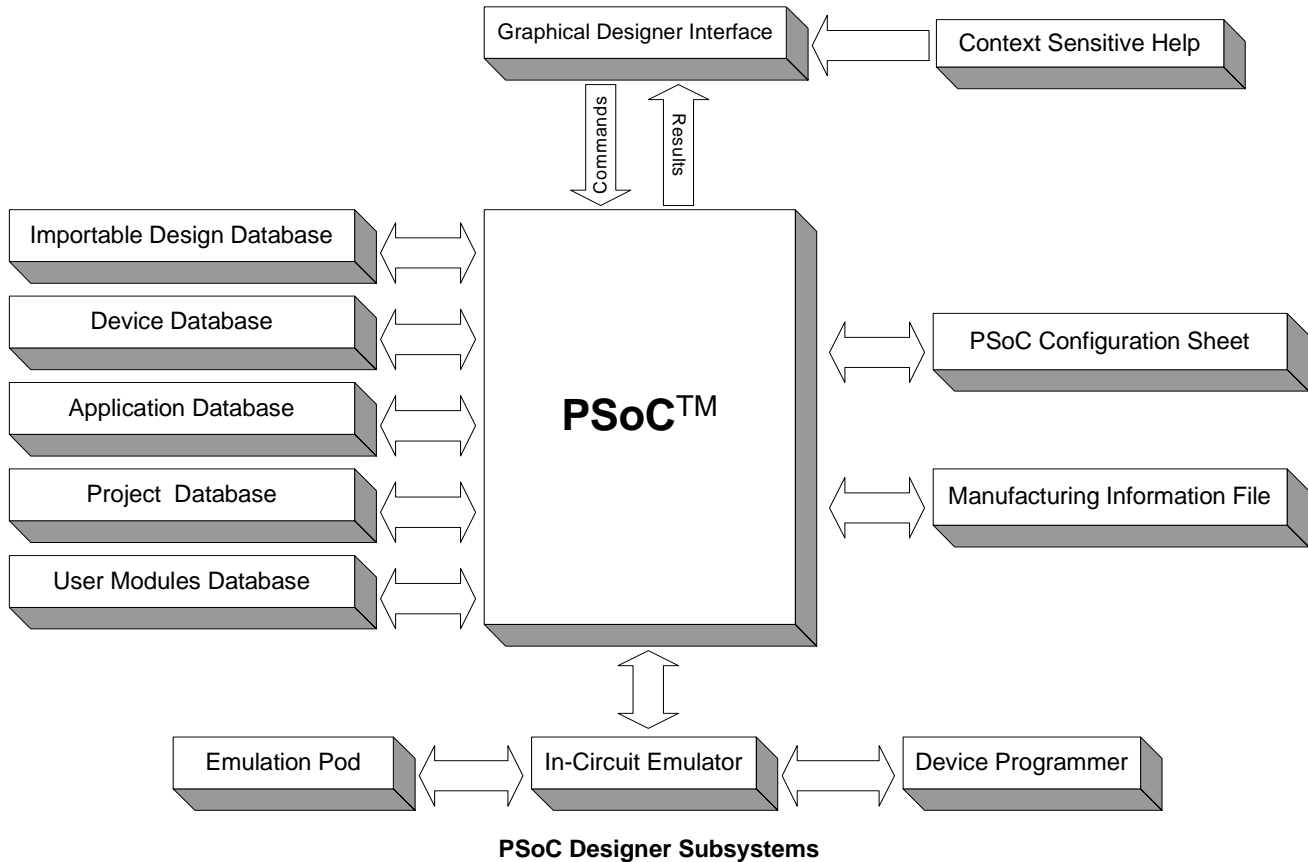 Graphical Designer Interface
Context Sensitive Help
Commands
Results
Importable Design Database
Device Database
Application Database
Project Database
User Modules Database
PSoC™
PSoC Configuration Sheet
Manufacturing Information File
Emulation Pod
In-Circuit Emulator
Device Programmer
PSoC Designer Subsystems